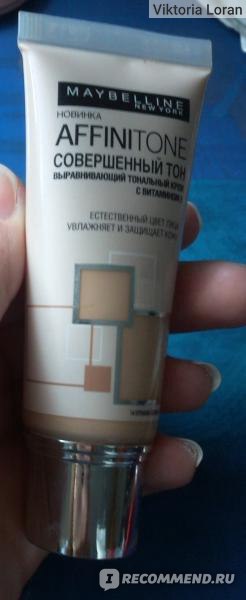 Viktoria Loran
MAYBELLINE
NEW YORK
НОВИНКА
AFFINITONE
СОВЕРШЕННЫЙ ТОН
ВЫРАВНИВАЮЩИЙ ТОНАЛЬНЫЙ КРЕМ
С ВИТАМИНОМ Е
ЕСТЕСТВЕННЫЙ ЦВЕТ ЛИЦА
УВЛАЖНЯЕТ И ЗАЩИЩАЕТ КОЖУ
IRECOMMEND.RU